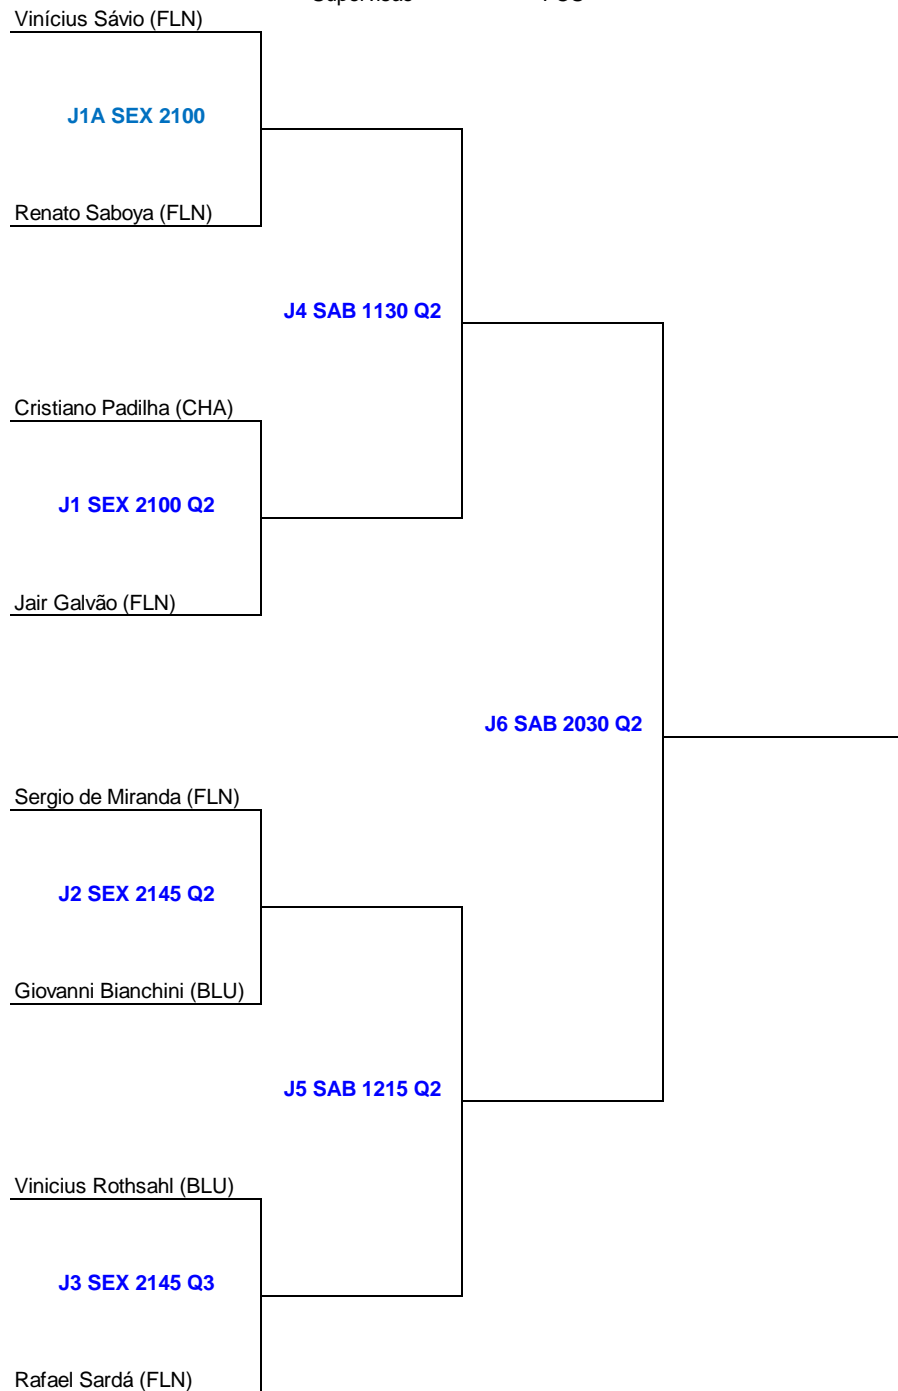 Vinícius Sávio (FLN)
J1A SEX 2100
Renato Saboya (FLN)
J4 SAB 1130 Q2
Cristiano Padilha (CHA)
J1 SEX 2100 Q2
Jair Galvão (FLN)
J6 SAB 2030 Q2
Sergio de Miranda (FLN)
J2 SEX 2145 Q2
Giovanni Bianchini (BLU)
J5 SAB 1215 Q2
Vinicius Rothsahl (BLU)
J3 SEX 2145 Q3
Rafael Sardá (FLN)